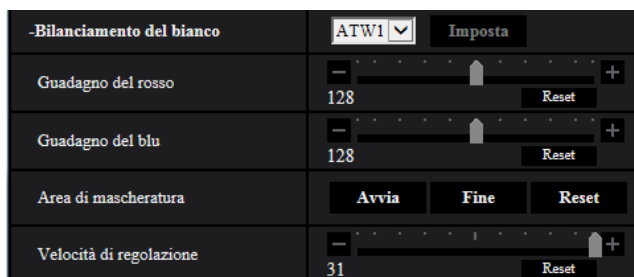 -Bilanciamento del bianco ATW1 Imposta
Guadagno del rosso - +
128 Reset
Guadagno del blu - +
128 Reset
Area di mascheratura Avvia Fine Reset
Velocità di regolazione - +
31 Reset